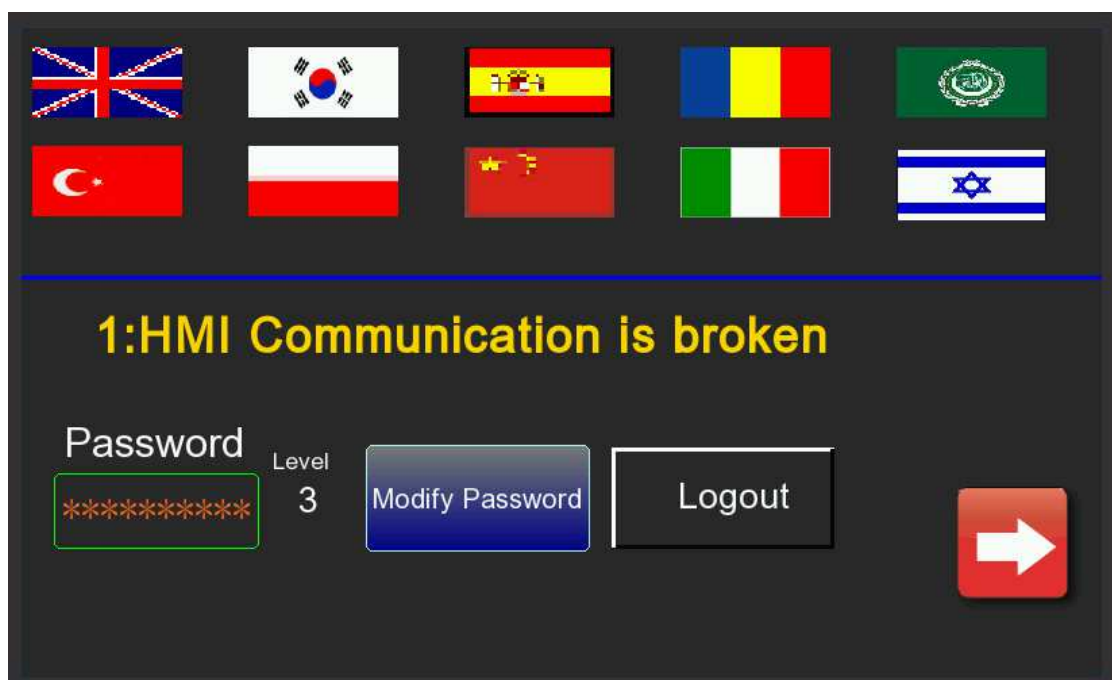 1:HMI Communication is broken
Password
Level
**********
3
Modify Password
Logout